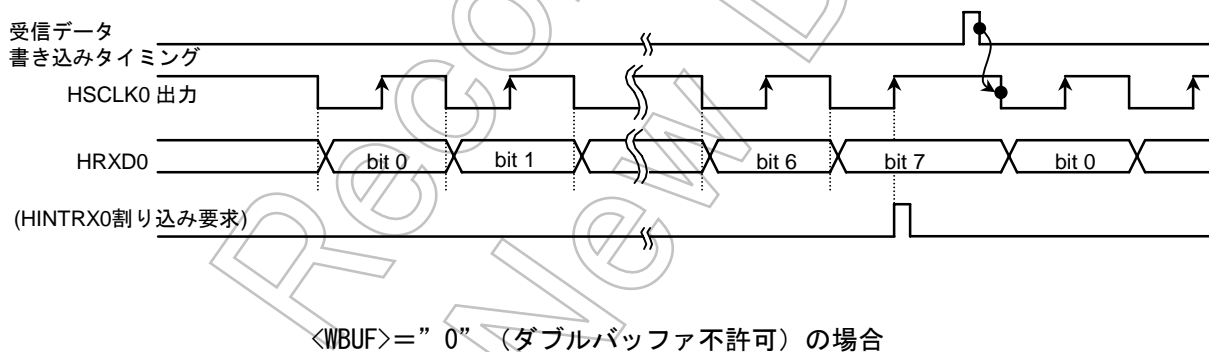 受信データ
書き込みタイミング
HSCLK0 出力
HRXD0
bit 0
bit 1
bit 6
bit 7
bit 0
(HINTRX0割り込み要求)
<WBUF>=”0” (ダブルバッファ不許可) の場合